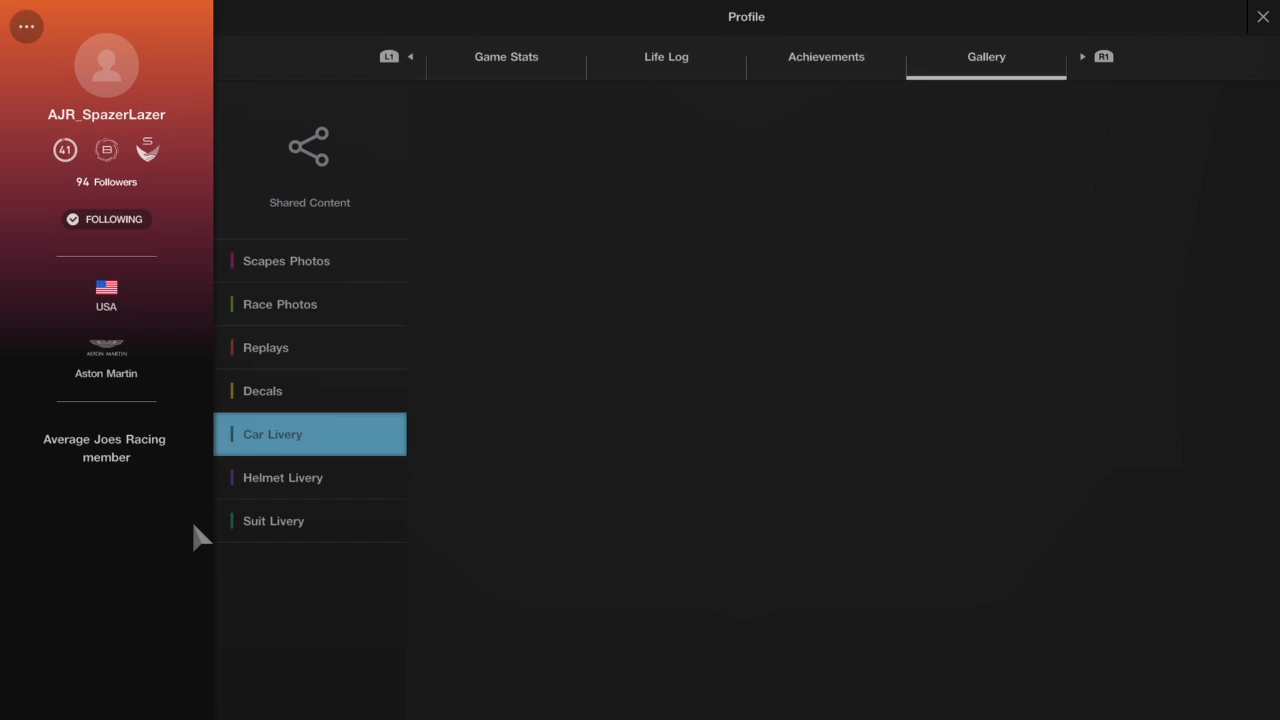 Profile
L1
Game Stats
Life Log
Achievements
Gallery
R1
AJR_SpazerLazer
41
B
S
94 Followers
FOLLOWING
USA
ASTON MARTIN
Aston Martin
Average Joes Racing
member
Shared Content
Scapes Photos
Race Photos
Replays
Decals
Car Livery
Helmet Livery
Suit Livery